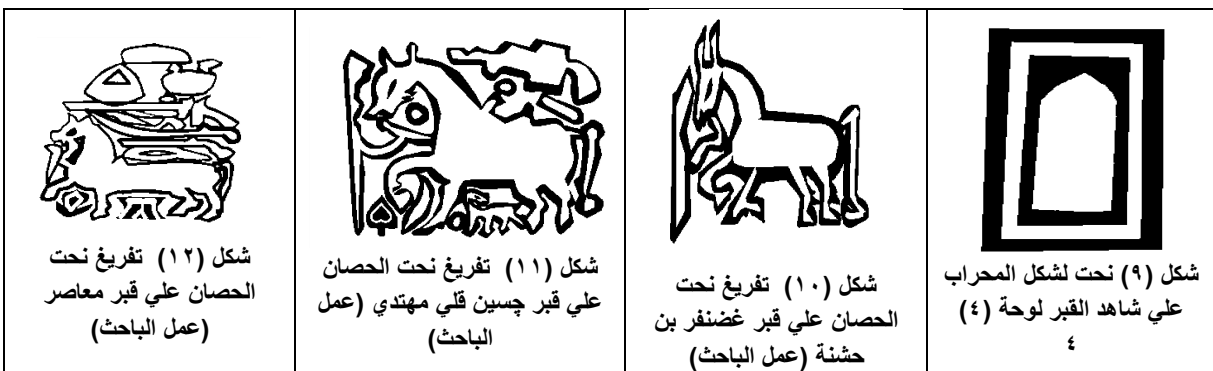 شكل (٩) نحت لشكل المحراب
علي شاهد القبر لوحة (٤)
٤
شكل (١٠) تفريغ نحت
الحصان علي قبر غضنفر بن
حشنة (عمل الباحث)
شكل (١١) تفريغ نحت الحصان
علي قبر چسين قلي مهتدي (عمل
الباحث)
شكل (١٢) تفريغ نحت
الحصان علي قبر معاصر
(عمل الباحث)